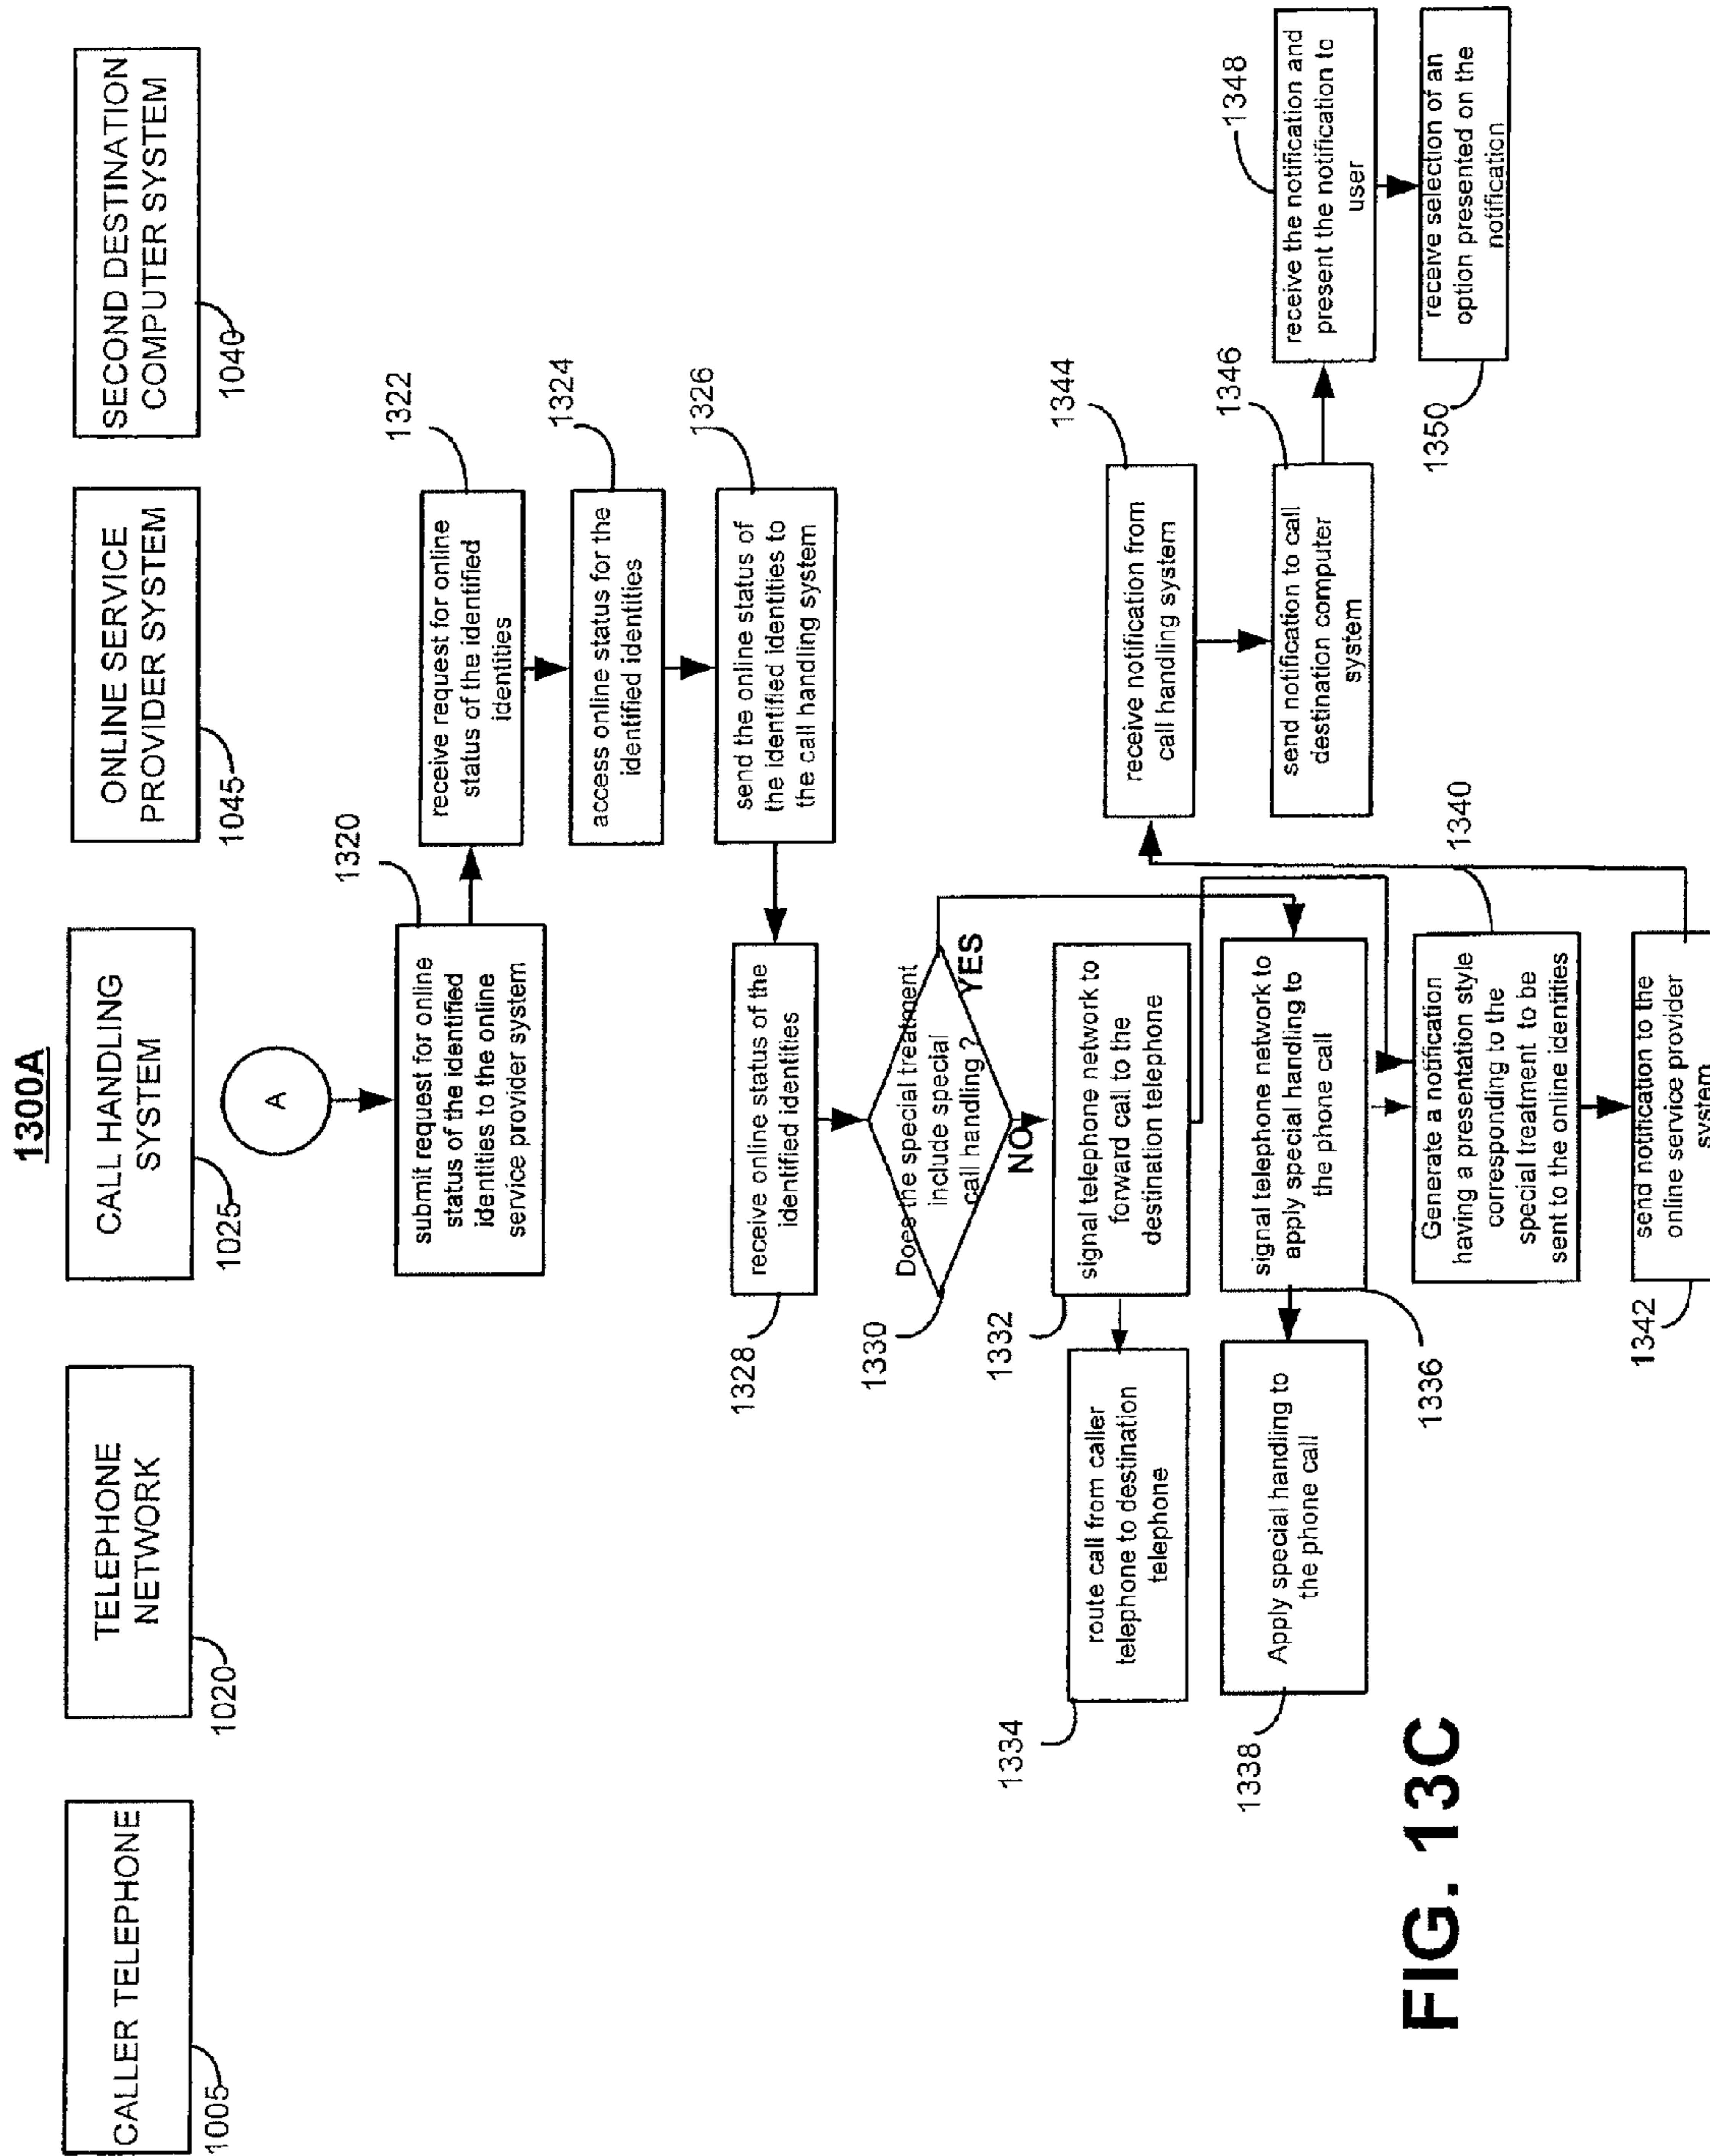 1300A
CALLER TELEPHONE
1005
TELEPHONE
NETWORK
1020
CALL HANDLING
SYSTEM
1025
ONLINE SERVICE
PROVIDER SYSTEM
1045
SECOND DESTINATION
COMPUTER SYSTEM
1040
A
submit request for online
status of the identified
identities to the online
service provider system
1320
receive request for online
status of the identified
identities
1322
access online status for the
identified identities
1324
send the online status of
the identified identities to
the call handling system
1326
receive online status of the
identified identities
1328
Does the special treatment
include special
call handling ?
1330
YES
NO
signal telephone network to
forward call to the
destination telephone
1332
route call from caller
telephone to destination
telephone
1334
signal telephone network to
apply special handling to
the phone call
1336
Apply special handling to
the phone call
1338
Generate a notification
having a presentation style
corresponding to the
special treatment to be
sent to the online identities
1340
send notification to the
online service provider
system
1342
receive notification from
call handling system
1344
send notification to call
destination computer
system
1346
receive the notification and
present the notification to
user
1348
receive selection of an
option presented on the
notification
1350
FIG. 13C